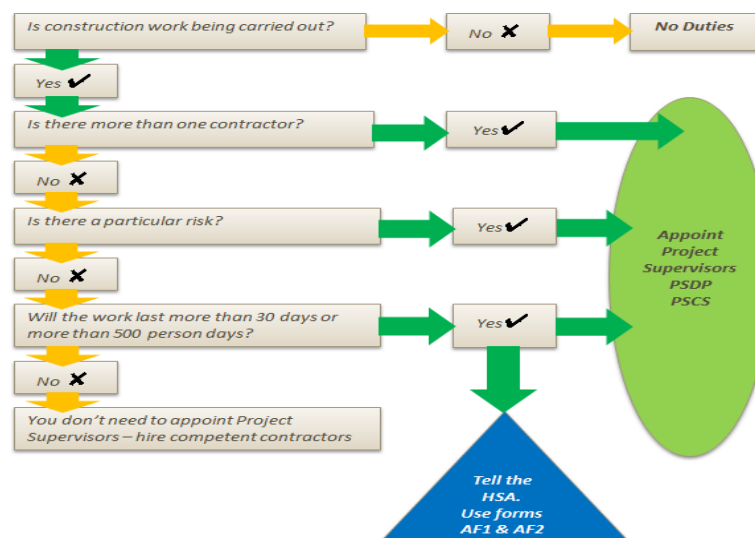 Is construction work being carried out?
No ✘
No Duties
Yes ✔
Is there more than one contractor?
Yes ✔
No ✘
Is there a particular risk?
Yes ✔
No ✘
Appoint
Project
Supervisors
PSDP
PSCS
Will the work last more than 30 days or
more than 500 person days?
Yes ✔
No ✘
You don’t need to appoint Project
Supervisors – hire competent contractors
Tell the
HSA.
Use forms
AF1 & AF2